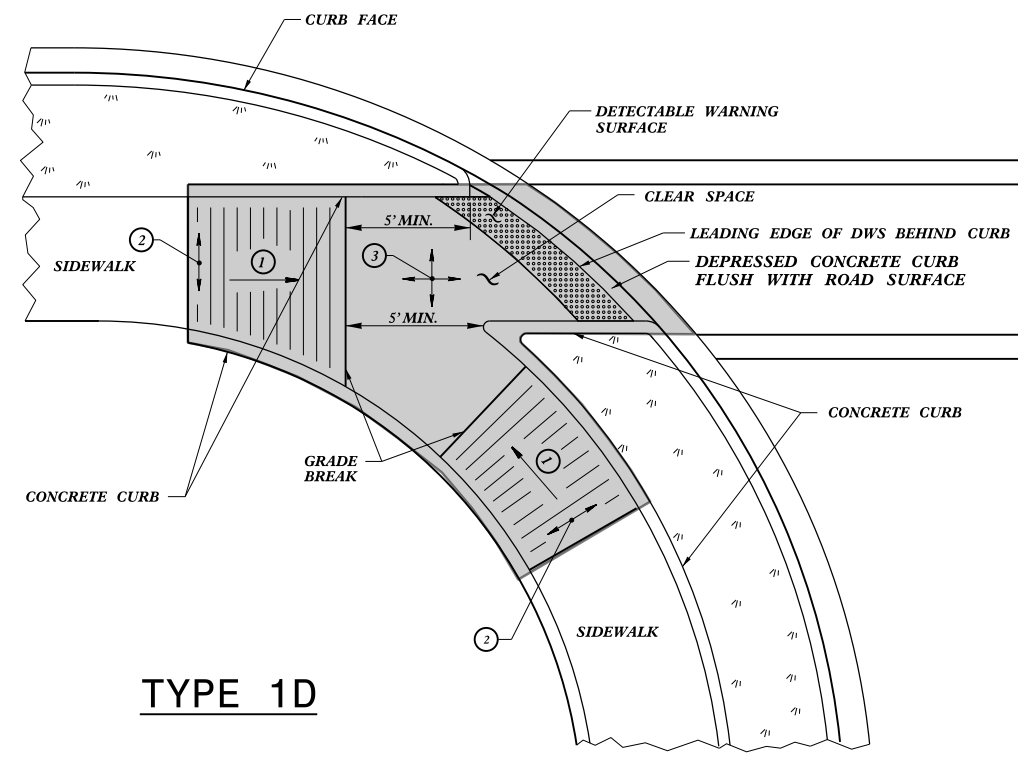 CURB FACE
DETECTABLE WARNING
SURFACE
CLEAR SPACE
5' MIN.
LEADING EDGE OF DWS BEHIND CURB
2
3
1
SIDEWALK
DEPRESSED CONCRETE CURB
FLUSH WITH ROAD SURFACE
5' MIN.
CONCRETE CURB
GRADE
BREAK
1
CONCRETE CURB
2
SIDEWALK
TYPE 1D